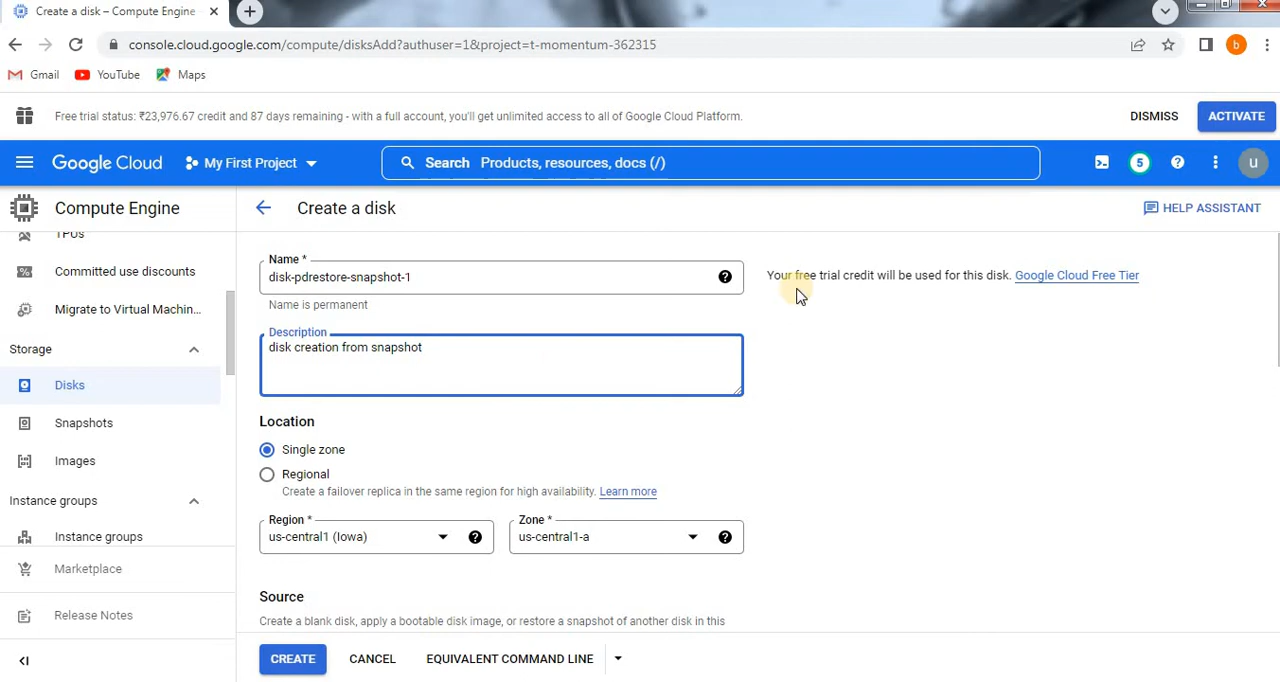 Create a disk – Compute Engine
console.cloud.google.com/compute/disksAdd?authuser=1&project=t-momentum-362315
b
Gmail
YouTube
Maps
Free trial status: ₹23,976.67 credit and 87 days remaining - with a full account, you'll get unlimited access to all of Google Cloud Platform.
DISMISS
ACTIVATE
Google Cloud
My First Project
Search Products, resources, docs (/)
5
u
Compute Engine
Create a disk
HELP ASSISTANT
TPUs
Committed use discounts
Migrate to Virtual Machin...
Storage
Disks
Snapshots
Images
Instance groups
Instance groups
Marketplace
Release Notes
Name *
disk-pdrestore-snapshot-1
Name is permanent
Your free trial credit will be used for this disk. Google Cloud Free Tier
Description
disk creation from snapshot
Location
Single zone
Regional
Create a failover replica in the same region for high availability. Learn more
Region *
us-central1 (Iowa)
Zone *
us-central1-a
Source
Create a blank disk, apply a bootable disk image, or restore a snapshot of another disk in this
CREATE
CANCEL
EQUIVALENT COMMAND LINE